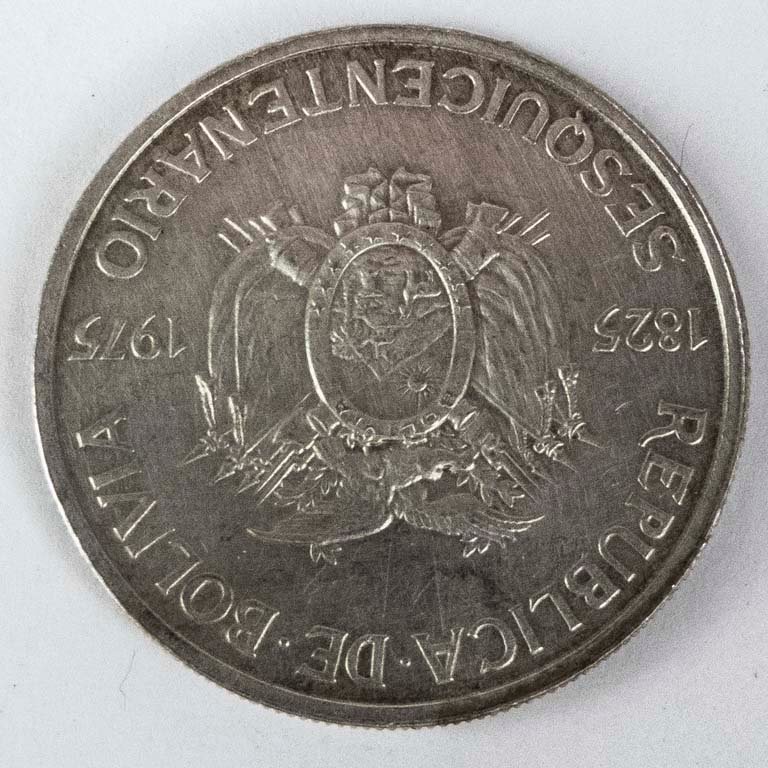 REPUBLICA·DE·BOLIVIA
1825 1975
SESQUICENTENARIO